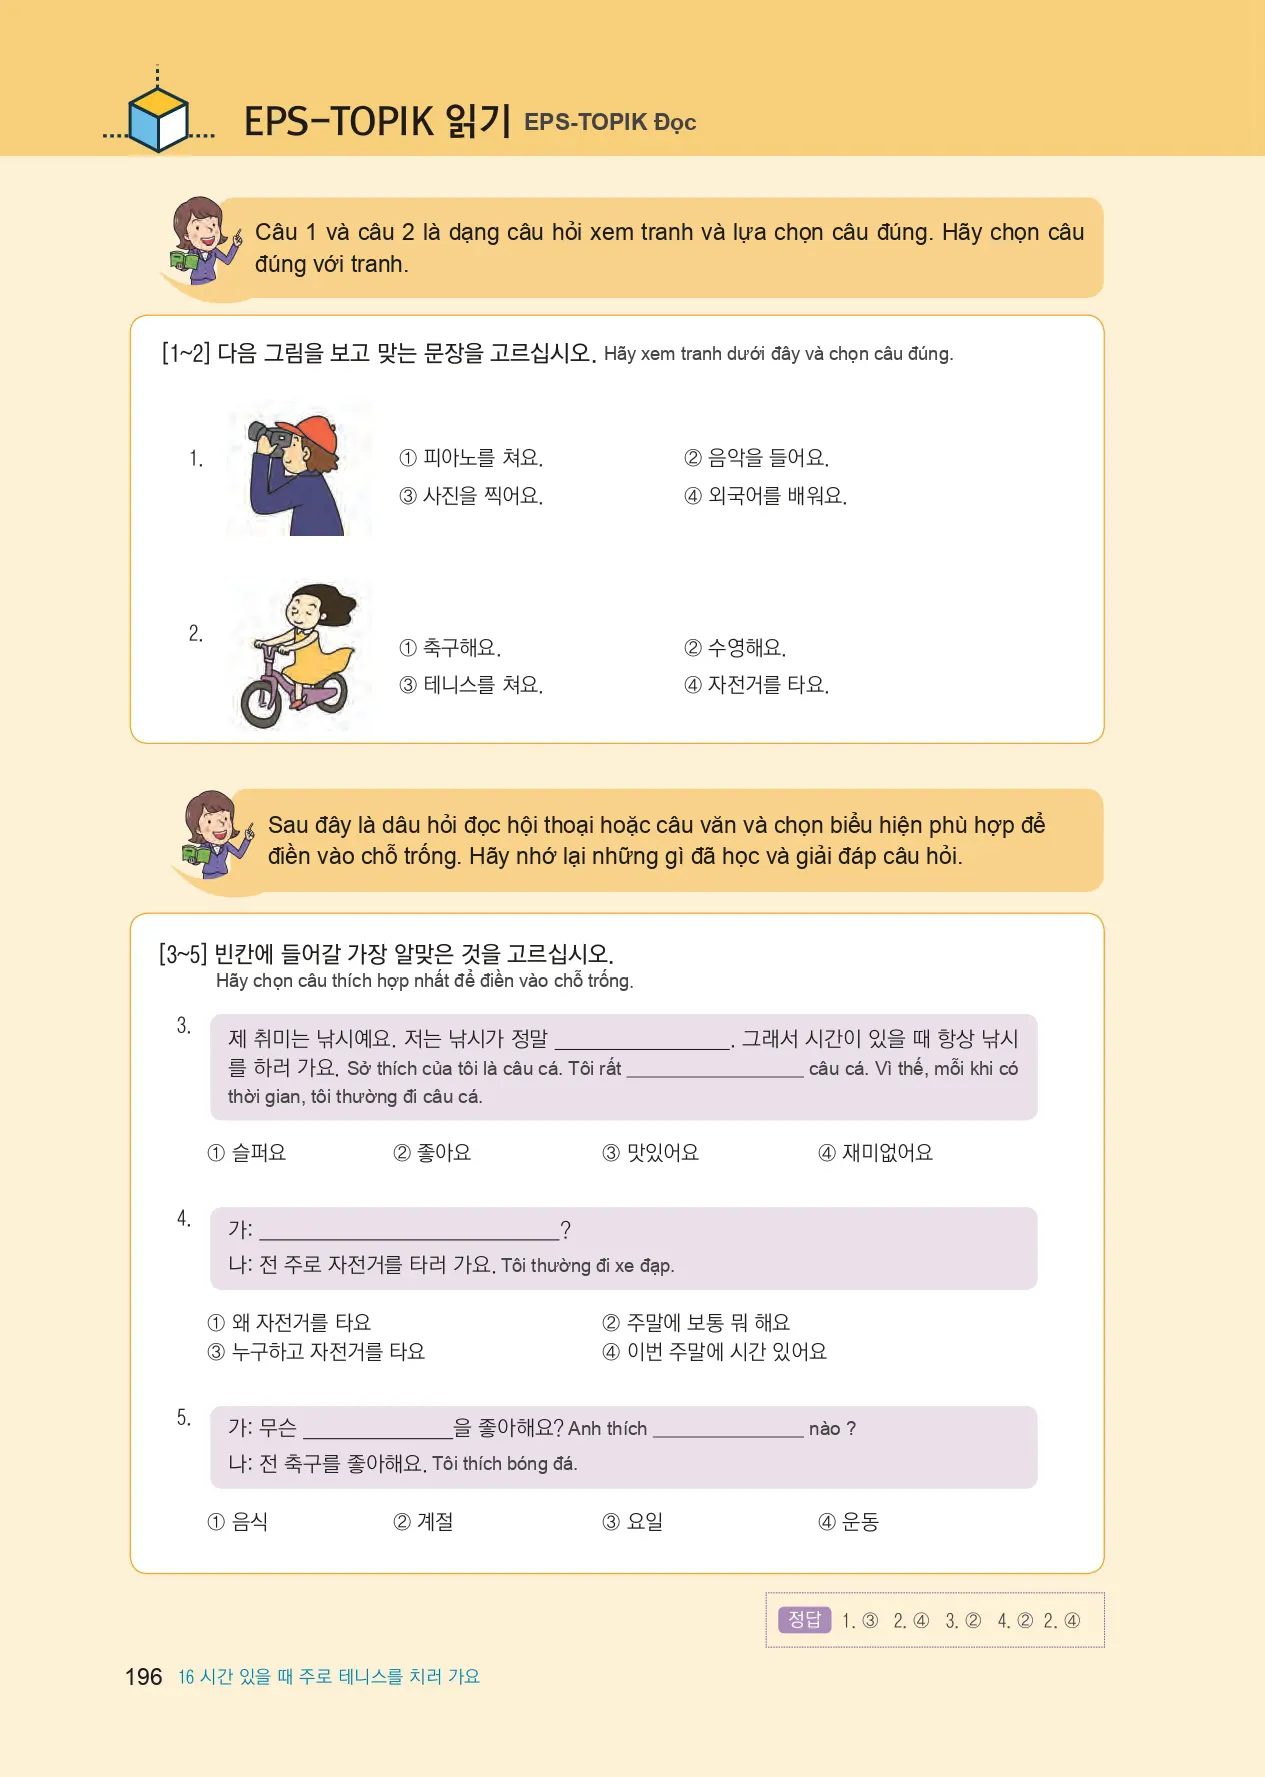 EPS-TOPIK 읽기 EPS-TOPIK Đọc
Câu 1 và câu 2 là dạng câu hỏi xem tranh và lựa chọn câu đúng. Hãy chọn câu
đúng với tranh.
[1~2] 다음 그림을 보고 맞는 문장을 고르십시오. Hãy xem tranh dưới đây và chọn câu đúng.
1.
① 피아노를 쳐요. ② 음악을 들어요.
③ 사진을 찍어요. ④ 외국어를 배워요.
2.
① 축구해요. ② 수영해요.
③ 테니스를 쳐요. ④ 자전거를 타요.
Sau đây là dâu hỏi đọc hội thoại hoặc câu văn và chọn biểu hiện phù hợp để
điền vào chỗ trống. Hãy nhớ lại những gì đã học và giải đáp câu hỏi.
[3~5] 빈칸에 들어갈 가장 알맞은 것을 고르십시오.
Hãy chọn câu thích hợp nhất để điền vào chỗ trống.
3.
제 취미는 낚시예요. 저는 낚시가 정말 ________________. 그래서 시간이 있을 때 항상 낚시
를 하러 가요. Sở thích của tôi là câu cá. Tôi rất ________________ câu cá. Vì thế, mỗi khi có
thời gian, tôi thường đi câu cá.
① 슬퍼요 ② 좋아요 ③ 맛있어요 ④ 재미없어요
4.
가: ____________________________?
나: 전 주로 자전거를 타러 가요. Tôi thường đi xe đạp.
① 왜 자전거를 타요 ② 주말에 보통 뭐 해요
③ 누구하고 자전거를 타요 ④ 이번 주말에 시간 있어요
5.
가: 무슨 ______________을 좋아해요? Anh thích ______________ nào ?
나: 전 축구를 좋아해요. Tôi thích bóng đá.
① 음식 ② 계절 ③ 요일 ④ 운동
정답 1. ③ 2. ④ 3. ② 4. ② 2. ④
196 16 시간 있을 때 주로 테니스를 치러 가요